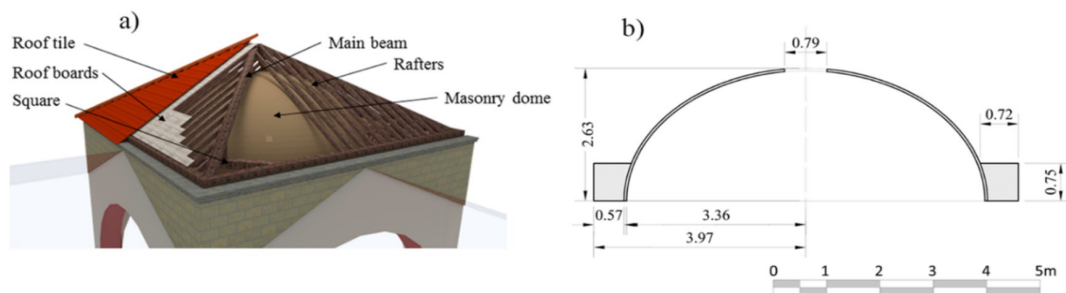 a)
Roof tile
Roof boards
Square
Main beam
Rafters
Masonry dome
b)
0.79
2.63
0.72
0.75
0.57
3.36
3.97
0 1 2 3 4 5m